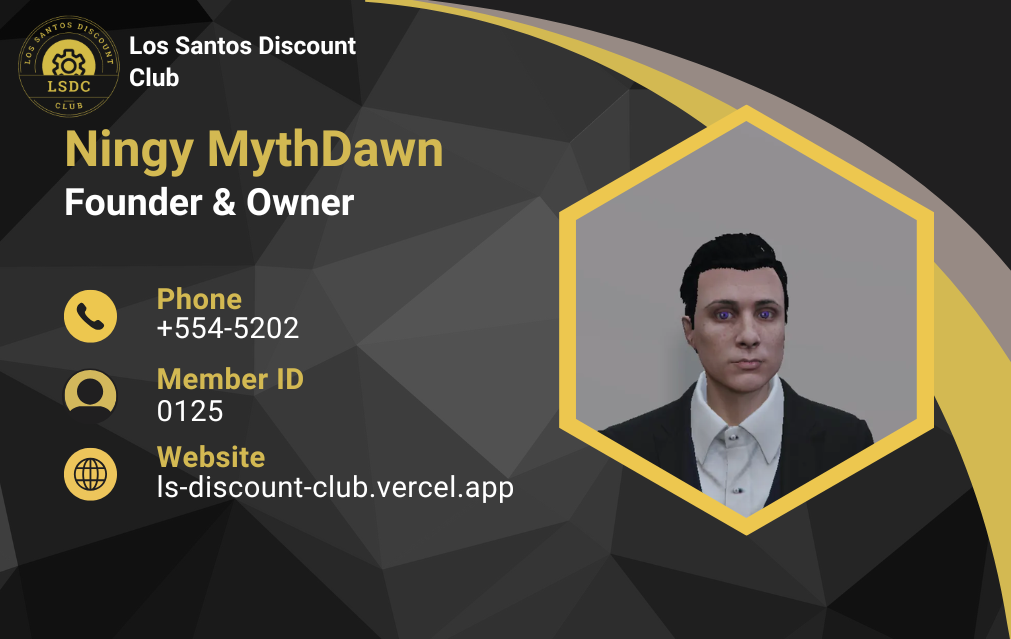 LOS SANTOS DISCOUNT
LSDC
CLUB
Los Santos Discount
Club
Ningy MythDawn
Founder & Owner
Phone
+554-5202
Member ID
0125
Website
ls-discount-club.vercel.app